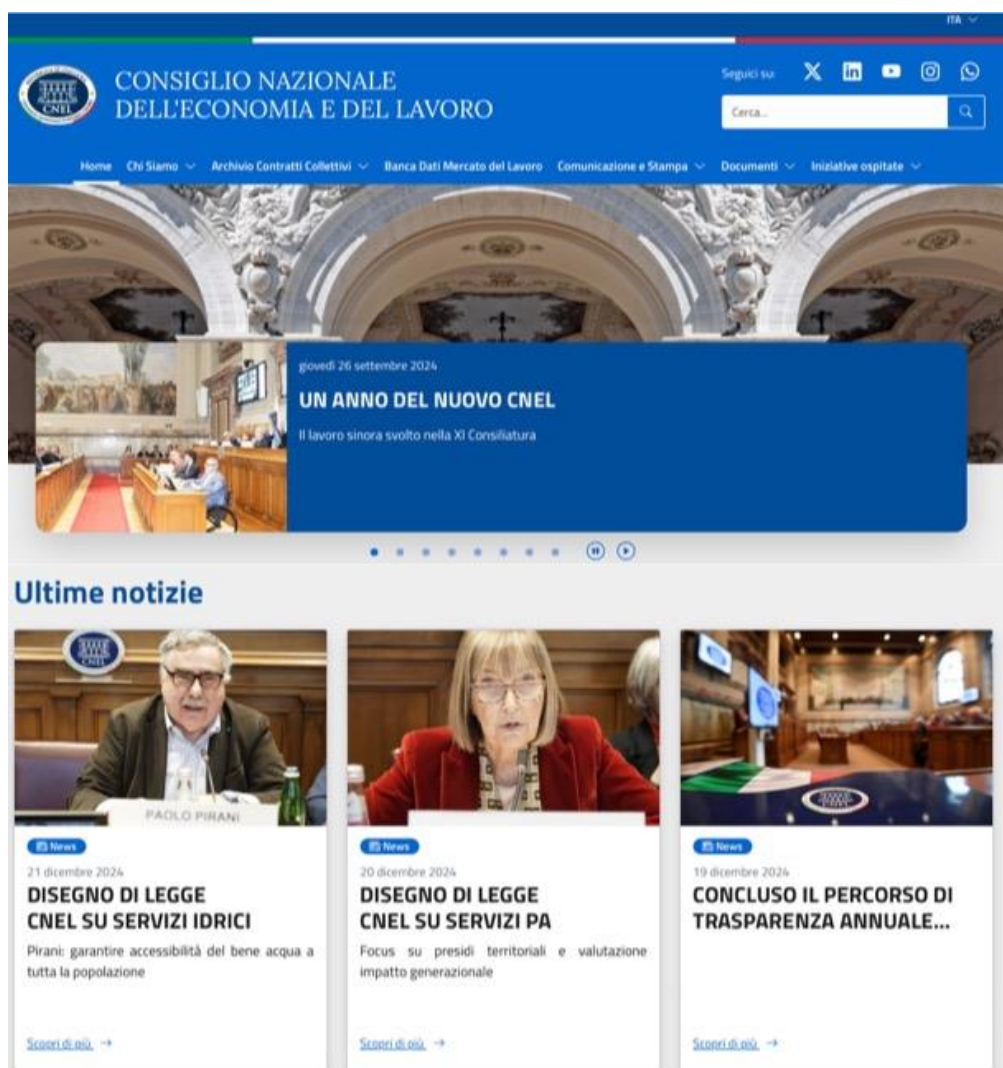 ITA
CNEL
CONSIGLIO NAZIONALE
DELL'ECONOMIA E DEL LAVORO
Seguici su:
Cerca...
Home Chi Siamo Archivio Contratti Collettivi Banca Dati Mercato del Lavoro Comunicazione e Stampa Documenti Iniziative ospitate
giovedì 26 settembre 2024
UN ANNO DEL NUOVO CNEL
Il lavoro sinora svolto nella XI Consiliatura
Ultime notizie
CNEL
PAOLO PIRANI
News
21 dicembre 2024
DISEGNO DI LEGGE
CNEL SU SERVIZI IDRICI
Pirani: garantire accessibilità del bene acqua a
tutta la popolazione
Scopri di più
News
20 dicembre 2024
DISEGNO DI LEGGE
CNEL SU SERVIZI PA
Focus su presidi territoriali e valutazione
impatto generazionale
Scopri di più
News
19 dicembre 2024
CONCLUSO IL PERCORSO DI
TRASPARENZA ANNUALE...
Scopri di più